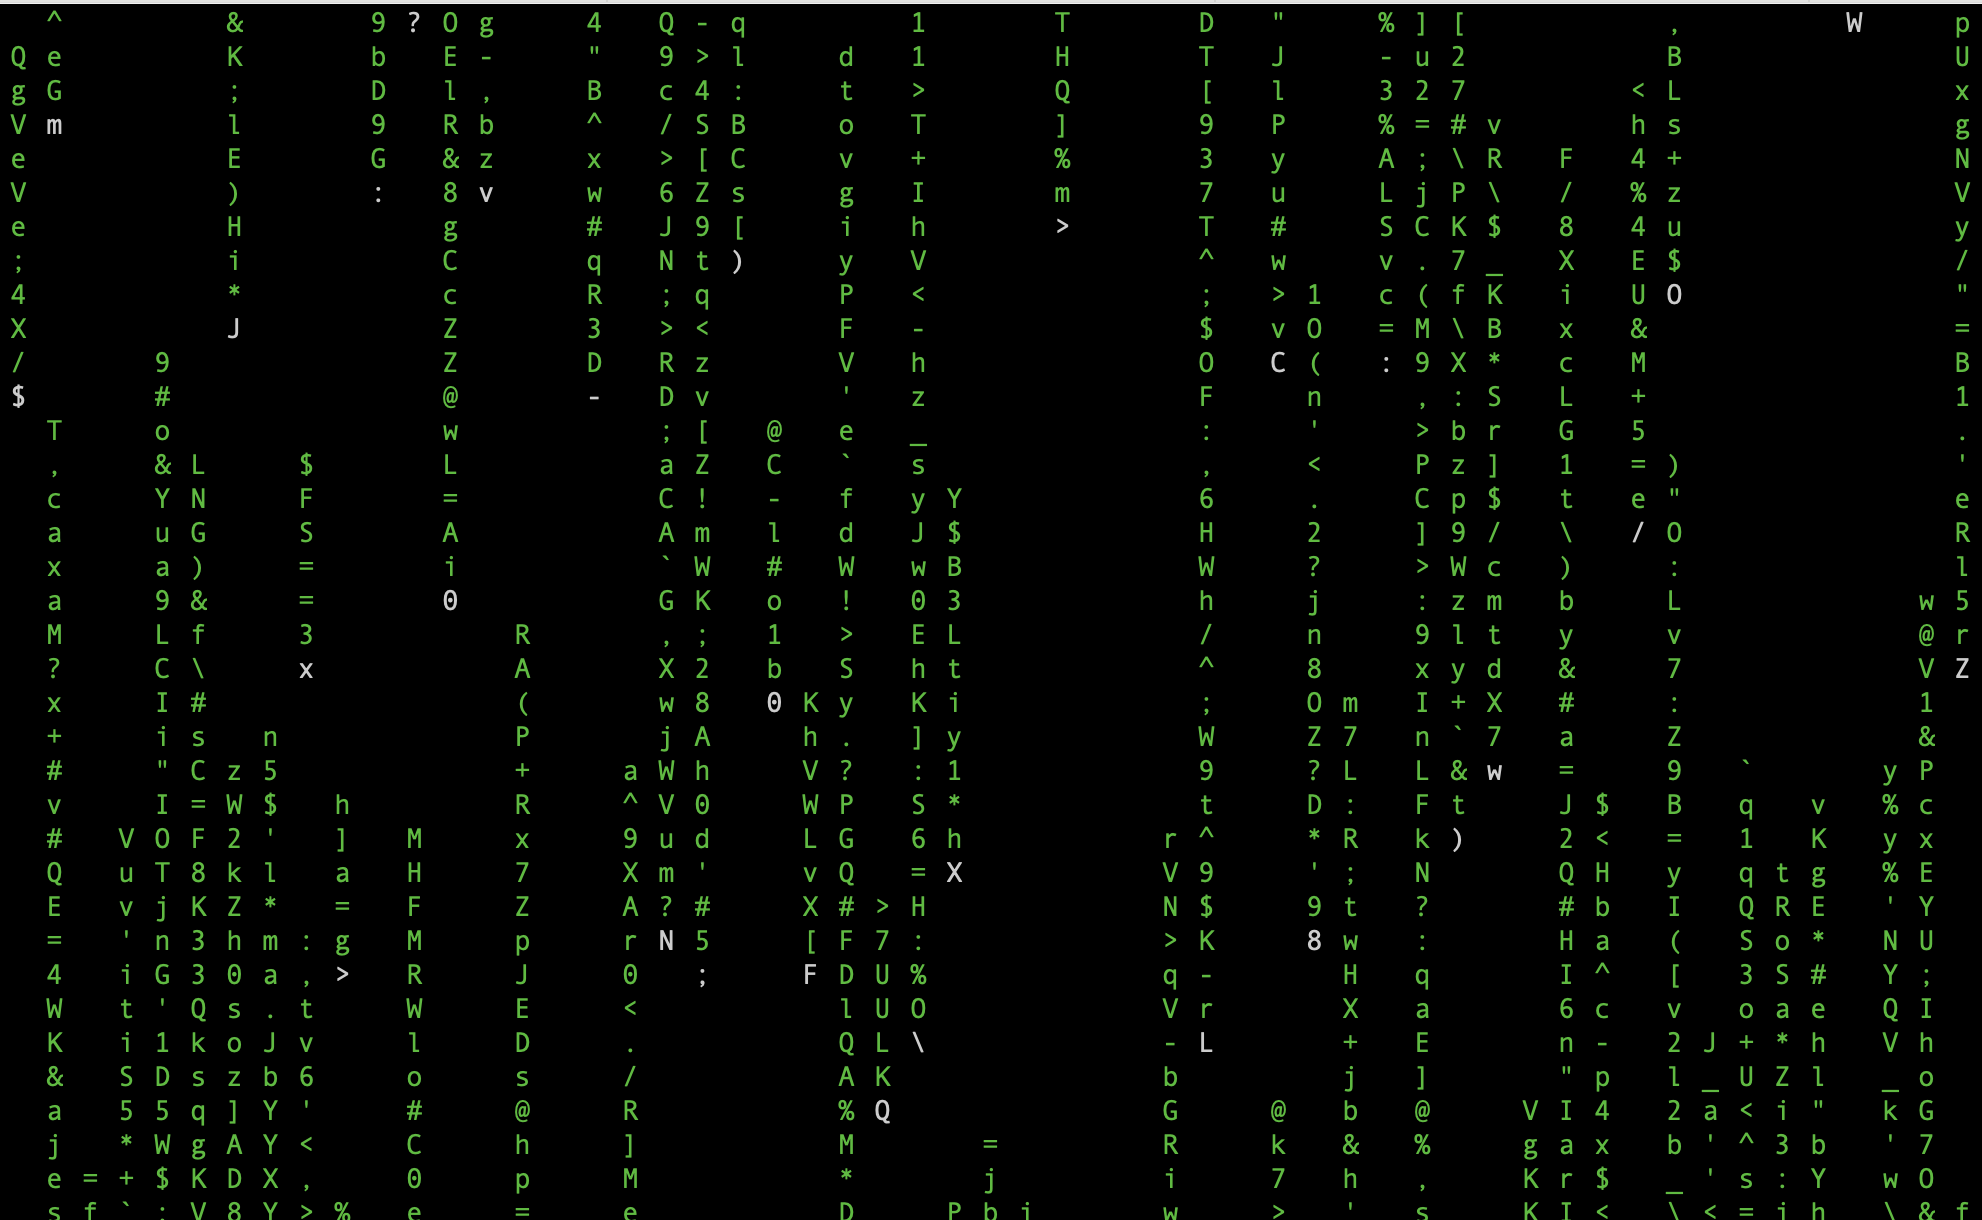 ^ & 9 ? O g 4 Q - q 1 T D " % ] [ , W p
Q e K b E - " 9 > l d 1 H T J - u 2 B U
g G ; D l , B c 4 : t > Q [ l 3 2 7 < L x
V m l 9 R b ^ / S B o T ] 9 P % = # v h s g
e E G & z x > [ C v + % 3 y A ; \ R F 4 + N
V ) : 8 v w 6 Z s g I m 7 u L j P \ / % z V
e H g # J 9 [ i h > T # S C K $ 8 4 u y
; i C q N t ) y V ^ w v . 7 _ X E $ /
4 * c R ; q P < ; > 1 c ( f K i U O "
X J Z 3 > < F - $ v O = M \ B x & =
/ 9 Z D R z V h O C ( : 9 X * c M B
$ # @ - D v ' z F n , : S L + 1
T o w ; [ @ e _ : ' > b r G 5 .
, & L $ L a Z C ` s , < P z ] 1 = ) '
c Y N F = C ! - f y Y 6 . C p $ t e " e
a u G S A A m l d J $ H 2 ] 9 / \ / O R
x a ) = i ` W # W w B W ? > W c ) : l
a 9 & = 0 G K o ! 0 3 h j : z m b L w 5
M L f 3 R , ; 1 > E L / n 9 l t y v @ r
? C \ x A X 2 b S h t ^ 8 x y d & 7 V Z
x I # ( w 8 0 K y K i ; O m I + X # : 1
+ i s n P j A h . ] y W Z 7 n ` 7 a Z &
# " C z 5 + a W h V ? : 1 9 ? L L & w = 9 ` y P
v I = W $ h R ^ V 0 W P S * t D : F t J $ B q v % c
# V O F 2 ' ] M x 9 u d L G 6 h r ^ * R k ) 2 < = 1 K y x
Q u T 8 k l a H 7 X m ' v Q = X V 9 ' ; N Q H y q t g % E
E v j K Z * = F Z A ? # X # > H N $ 9 t ? # b I Q R E ' Y
= ' n 3 h m : g M p r N 5 [ F 7 : > K 8 w : H a ( S o * N U
4 i G 3 0 a , > R J 0 ; F D U % q - H q I ^ [ 3 S # Y ;
W t ' Q s . t W E < l U O V r X a 6 c v o a e Q I
K i 1 k o J v l D . Q L \ - L + E n - 2 J + * h V h
& S D s z b 6 o s / A K b j ] " p l _ U Z l _ o
a 5 5 q ] Y ' # @ R % Q G @ b @ V I 4 2 a < i " k G
j * W g A Y < C h ] M = R k & % g a x b ' ^ 3 b ' 7
e = + $ K D X , 0 p M * j i 7 h , K r $ _ ' s : Y w O
s f ` : V 8 Y > % e = e D P b i w > ' s K I < \ < = i h \ & f